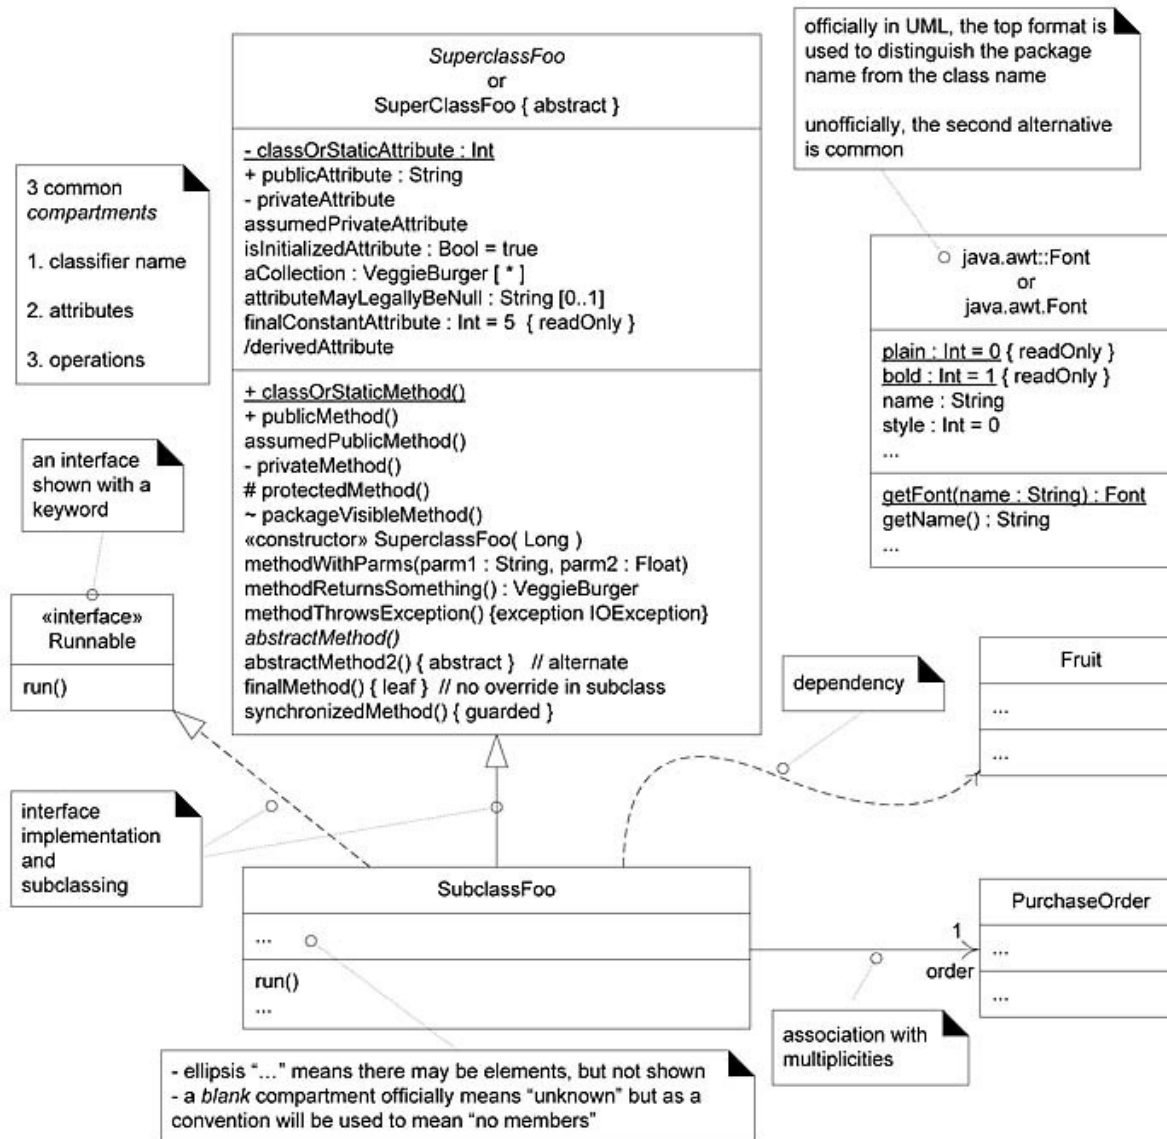 SuperclassFoo
or
SuperClassFoo { abstract }
- classOrStaticAttribute : Int
+ publicAttribute : String
- privateAttribute
assumedPrivateAttribute
isInitializedAttribute : Bool = true
aCollection : VeggieBurger [ * ]
attributeMayLegallyBeNull : String [0..1]
finalConstantAttribute : Int = 5 { readOnly }
/derivedAttribute
+ classOrStaticMethod()
+ publicMethod()
assumedPublicMethod()
- privateMethod()
# protectedMethod()
~ packageVisibleMethod()
«constructor» SuperclassFoo( Long )
methodWithParms(parm1 : String, parm2 : Float)
methodReturnsSomething() : VeggieBurger
methodThrowsException() {exception IOException}
abstractMethod()
abstractMethod2() { abstract } // alternate
finalMethod() { leaf } // no override in subclass
synchronizedMethod() { guarded }
officially in UML, the top format is
used to distinguish the package
name from the class name
unofficially, the second alternative
is common
3 common
compartments
1. classifier name
2. attributes
3. operations
java.awt::Font
or
java.awt.Font
plain : Int = 0 { readOnly }
bold : Int = 1 { readOnly }
name : String
style : Int = 0
...
getFont(name : String) : Font
getName() : String
...
an interface
shown with a
keyword
«interface»
Runnable
run()
dependency
Fruit
...
...
interface
implementation
and
subclassing
SubclassFoo
...
run()
...
1
order
PurchaseOrder
...
...
association with
multiplicities
- ellipsis “...” means there may be elements, but not shown
- a blank compartment officially means “unknown” but as a
convention will be used to mean “no members”